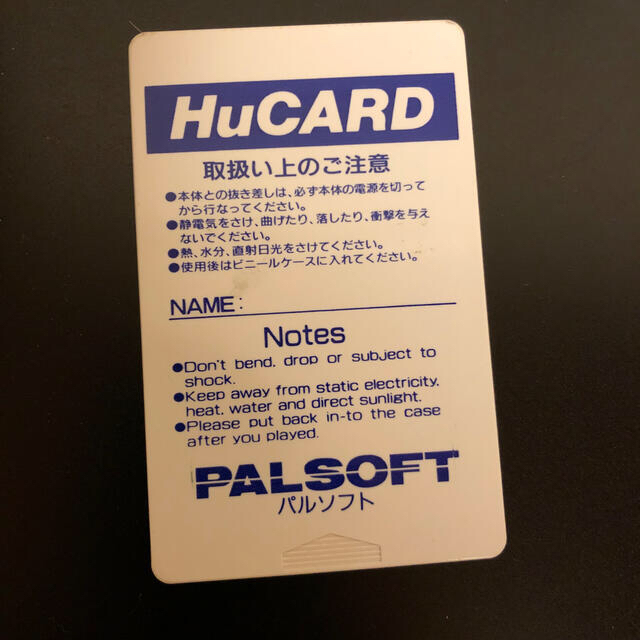 HuCARD
取扱い上のご注意
●本体との抜き差しは、必ず本体の電源を切って
から行なってください。
●静電気をさけ、曲げたり、落したり、衝撃を与え
ないでください。
●熱、水分、直射日光をさけてください。
●使用後はビニールケースに入れてください。
NAME:
Notes
●Don't bend, drop or subject to
shock.
●Keep away from static electricity,
heat, water and direct sunlight.
●Please put back in-to the case
after you played.
PALSOFT
パルソフト